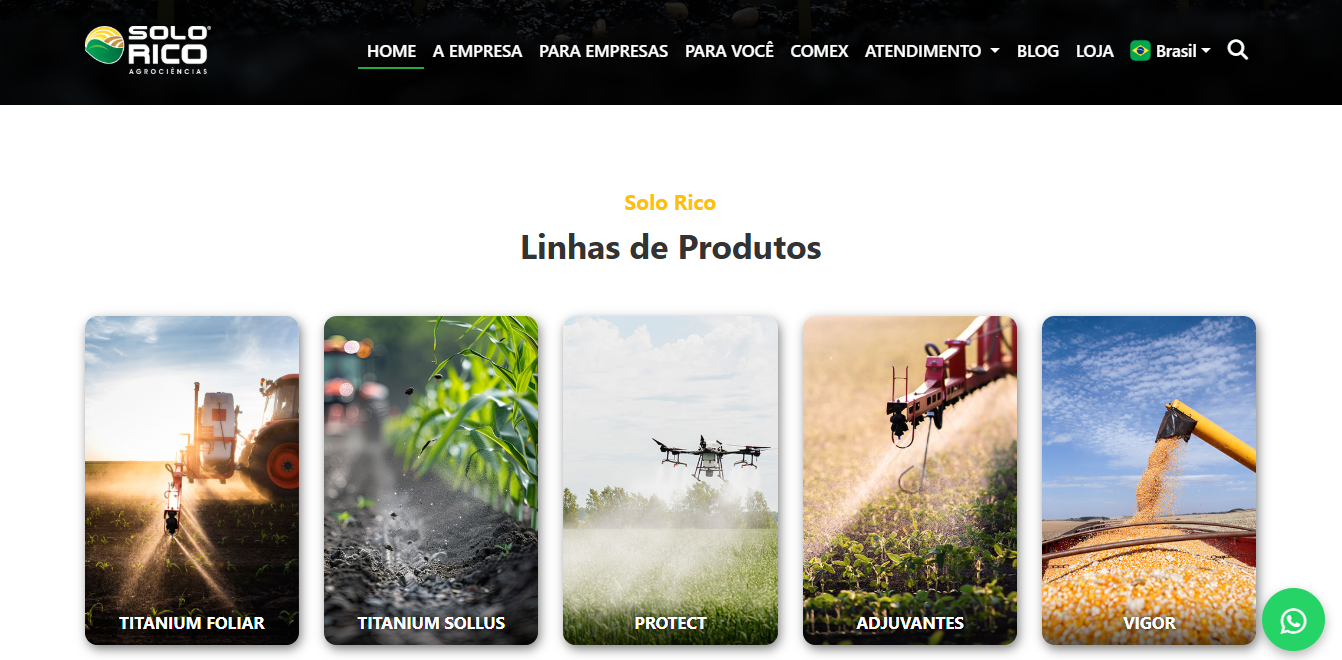 SOLO
RICO
AGROCIÊNCIAS
HOME A EMPRESA PARA EMPRESAS PARA VOCÊ COMEX ATENDIMENTO BLOG LOJA Brasil
Solo Rico
Linhas de Produtos
TITANIUM FOLIAR TITANIUM SOLLUS PROTECT ADJUVANTES VIGOR